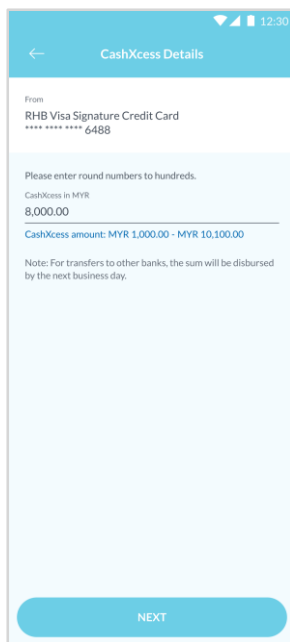 12:30
CashXcess Details
From
RHB Visa Signature Credit Card
**** **** **** 6488
Please enter round numbers to hundreds.
CashXcess in MYR
8,000.00
CashXcess amount: MYR 1,000.00 - MYR 10,100.00
Note: For transfers to other banks, the sum will be disbursed
by the next business day.
NEXT